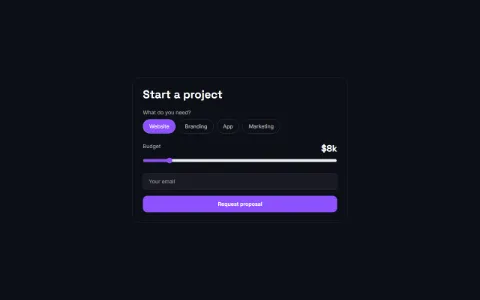 Start a project
What do you need?
Website Branding App Marketing
Budget $8k
Your email
Request proposal